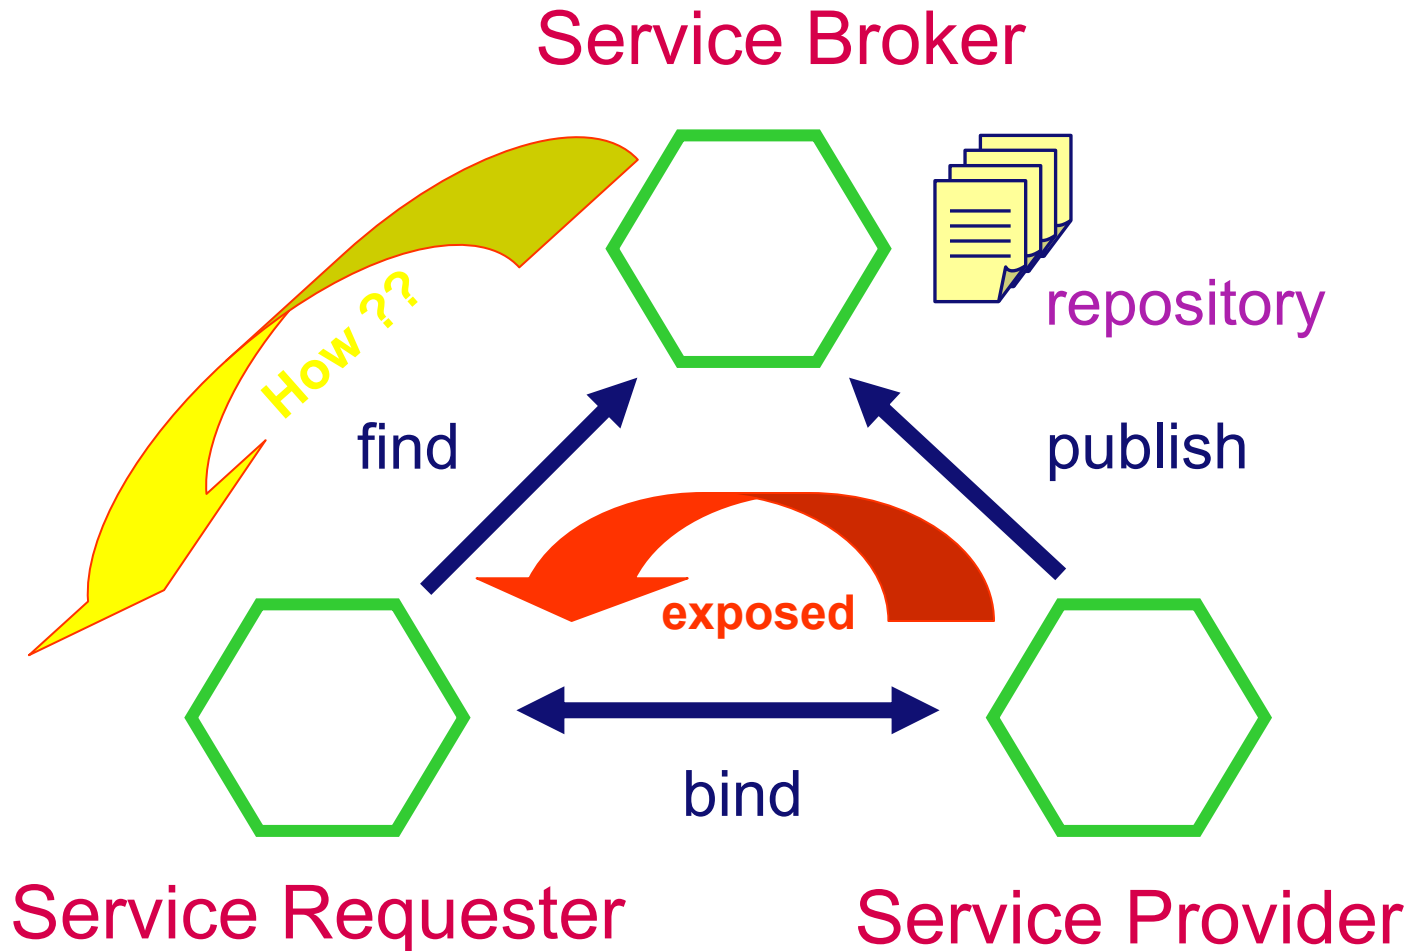 Service Broker
repository
How ??
find
publish
exposed
bind
Service Requester
Service Provider